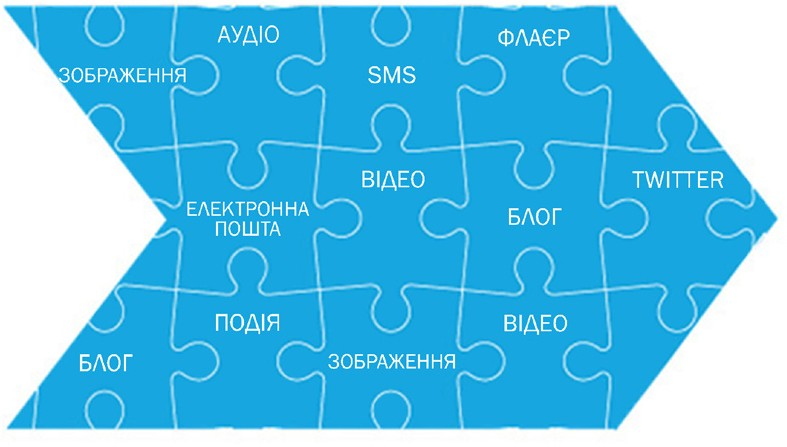 ЗОБРАЖЕННЯ
АУДІО
SMS
ФЛАЄР
ЕЛЕКТРОННА
ПОШТА
ВІДЕО
БЛОГ
TWITTER
БЛОГ
ПОДІЯ
ЗОБРАЖЕННЯ
ВІДЕО